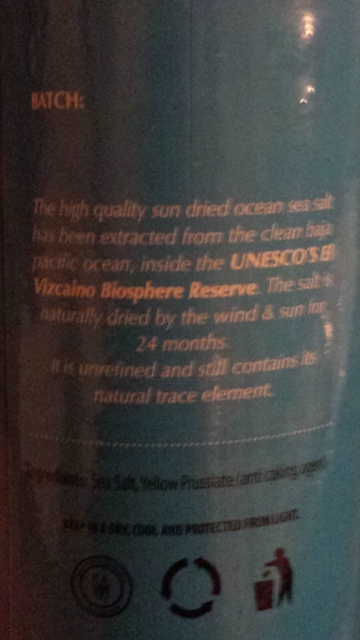 BATCH:
The high quality sun dried ocean sea salt
has been extracted from the clean baja
pacific ocean, inside the UNESCO'S El
Vizcaino Biosphere Reserve. The salt is
naturally dried by the wind & sun for
24 months.
It is unrefined and still contains its
natural trace element.
Ingredients: Sea Salt, Yellow Prussiate (anti caking agent)
KEEP IN A DRY, COOL AND PROTECTED FROM LIGHT.